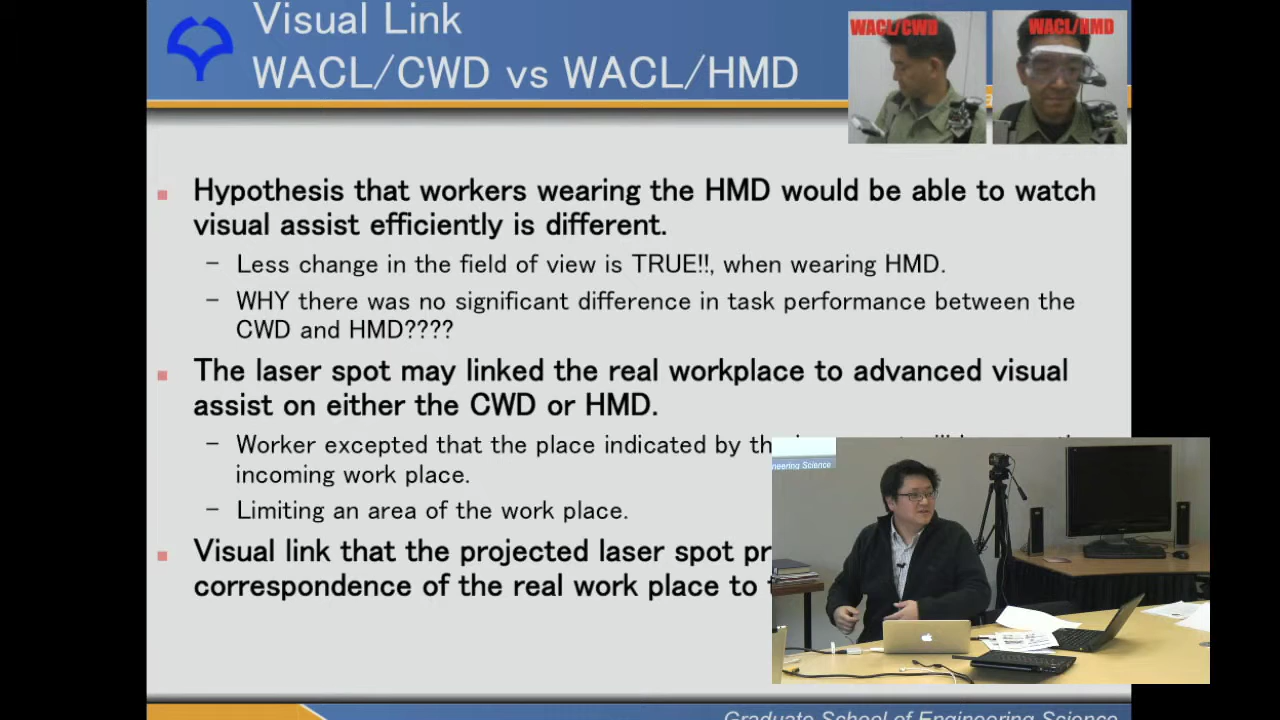 Visual Link
WACL/CWD vs WACL/HMD
WACL/CWD
WACL/HMD
Hypothesis that workers wearing the HMD would be able to watch
visual assist efficiently is different.
– Less change in the field of view is TRUE!!, when wearing HMD.
– WHY there was no significant difference in task performance between the
CWD and HMD????
The laser spot may linked the real workplace to advanced visual
assist on either the CWD or HMD.
– Worker excepted that the place indicated by
incoming work place.
– Limiting an area of the work place.
Visual link that the projected laser spot
correspondence of the real work place to
neering Science
Graduate School of Engineering Science